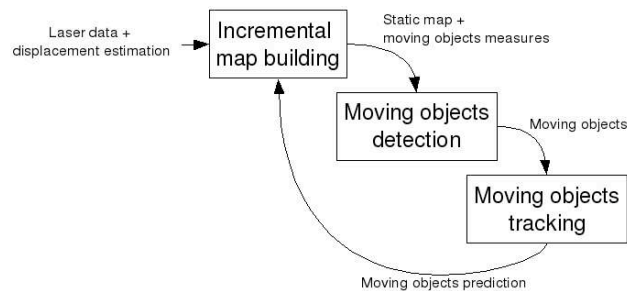 Laser data +
displacement estimation
Incremental
map building
Static map +
moving objects measures
Moving objects
detection
Moving objects
Moving objects
tracking
Moving objects prediction